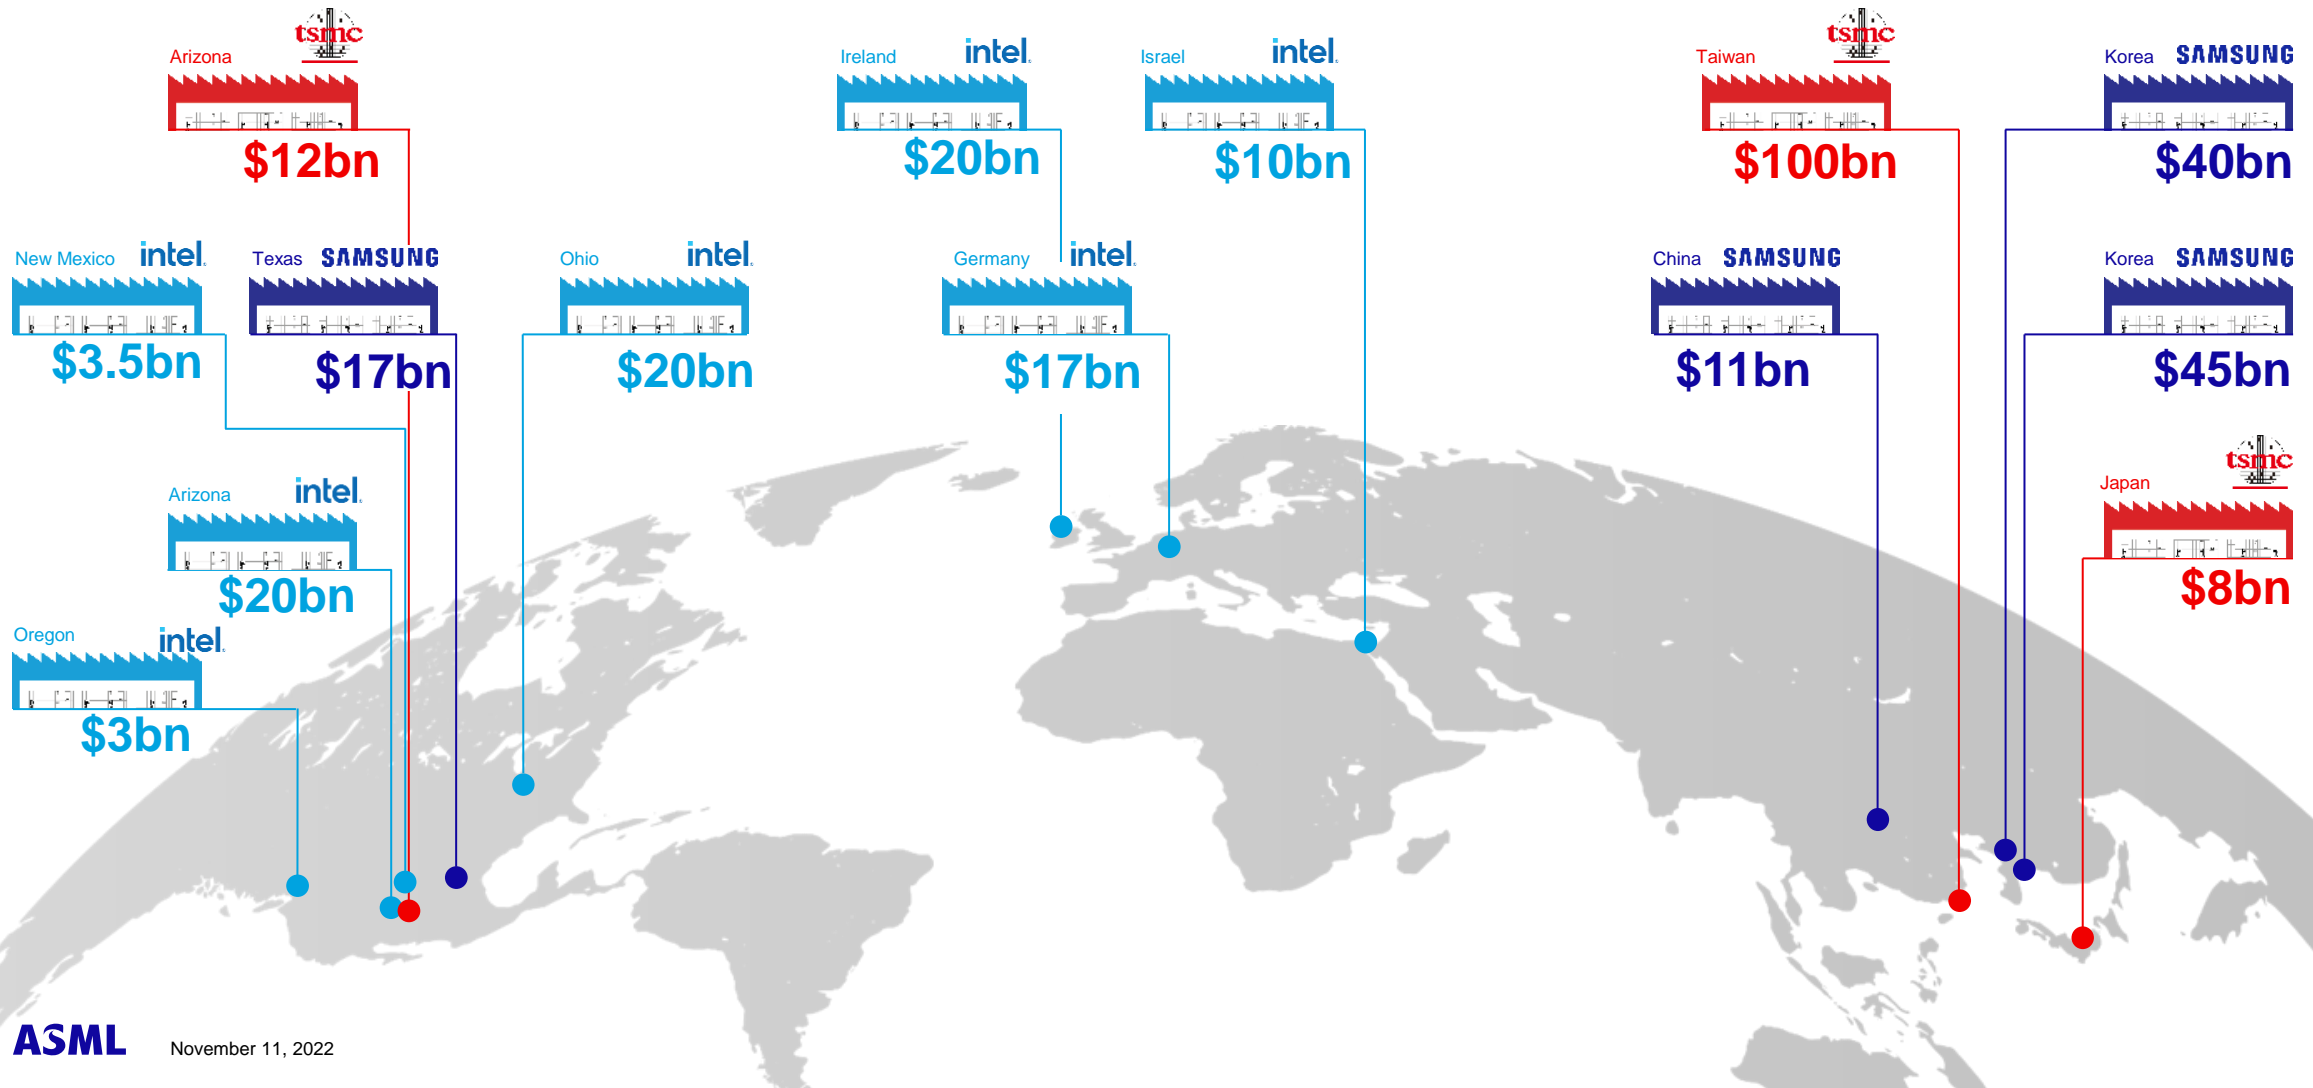 Arizona tsmc
$12bn
Ireland intel
$20bn
Israel intel
$10bn
Taiwan tsmc
$100bn
Korea SAMSUNG
$40bn
New Mexico intel
$3.5bn
Texas SAMSUNG
$17bn
Ohio intel
$20bn
Germany intel
$17bn
China SAMSUNG
$11bn
Korea SAMSUNG
$45bn
Arizona intel
$20bn
Japan tsmc
$8bn
Oregon intel
$3bn
ASML November 11, 2022